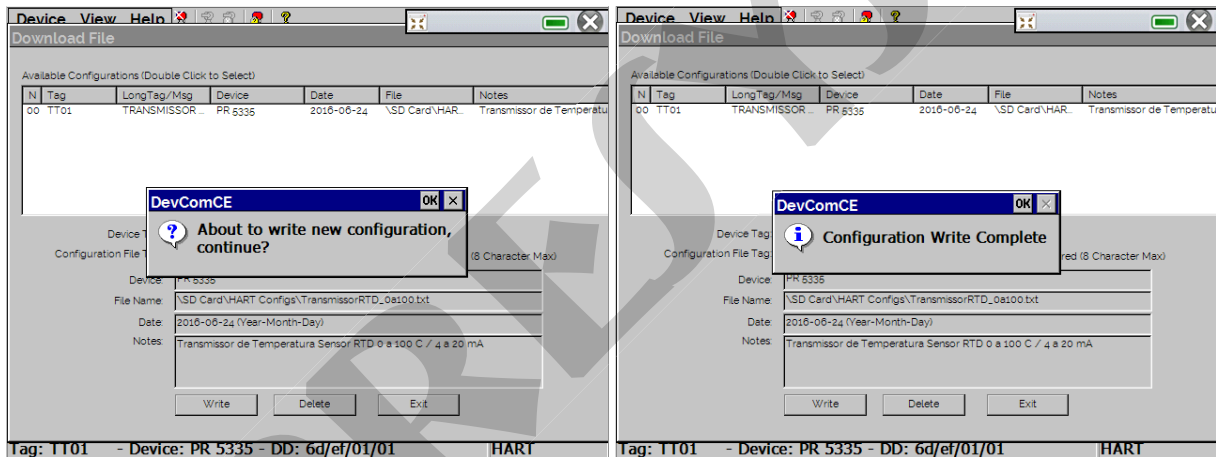 Device View Help
Download File
Available Configurations (Double Click to Select)
N Tag LongTag/Msg Device Date File Notes
00 TT01 TRANSMISSOR ... PR 5335 2016-06-24 \SD Card\HAR... Transmissor de Temperatu
DevComCE OK
About to write new configuration,
continue?
Device T
Configuration File T (8 Character Max)
Device: PR 5335
File Name: \SD Card\HART Configs\TransmissorRTD_0a100.txt
Date: 2016-06-24 (Year-Month-Day)
Notes: Transmissor de Temperatura Sensor RTD 0 a 100 C / 4 a 20 mA
Write Delete Exit
Tag: TT01 - Device: PR 5335 - DD: 6d/ef/01/01 HART
Device View Help
Download File
Available Configurations (Double Click to Select)
N Tag LongTag/Msg Device Date File Notes
00 TT01 TRANSMISSOR ... PR 5335 2016-06-24 \SD Card\HAR... Transmissor de Temperatu
DevComCE OK
Configuration Write Complete
Device Tag:
Configuration File Tag: red (8 Character Max)
Device: PR 5335
File Name: \SD Card\HART Configs\TransmissorRTD_0a100.txt
Date: 2016-06-24 (Year-Month-Day)
Notes: Transmissor de Temperatura Sensor RTD 0 a 100 C / 4 a 20 mA
Write Delete Exit
Tag: TT01 - Device: PR 5335 - DD: 6d/ef/01/01 HART